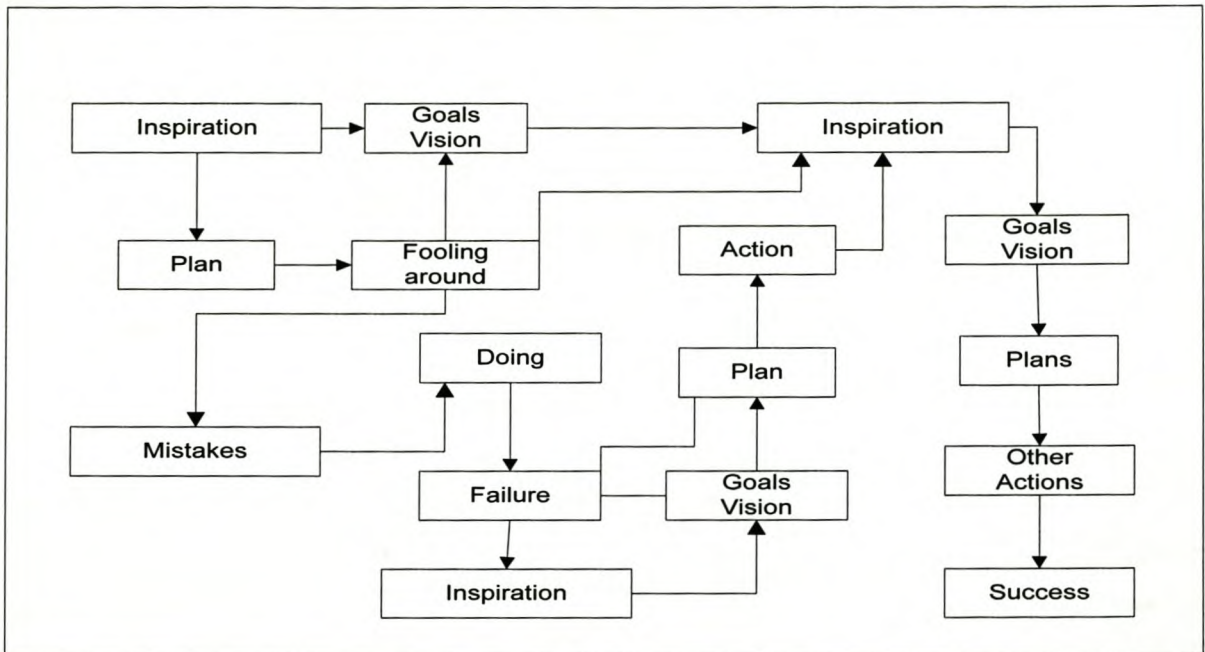 Inspiration
Goals
Vision
Inspiration
Plan
Fooling
around
Action
Goals
Vision
Doing
Plan
Plans
Mistakes
Failure
Goals
Vision
Other
Actions
Inspiration
Success